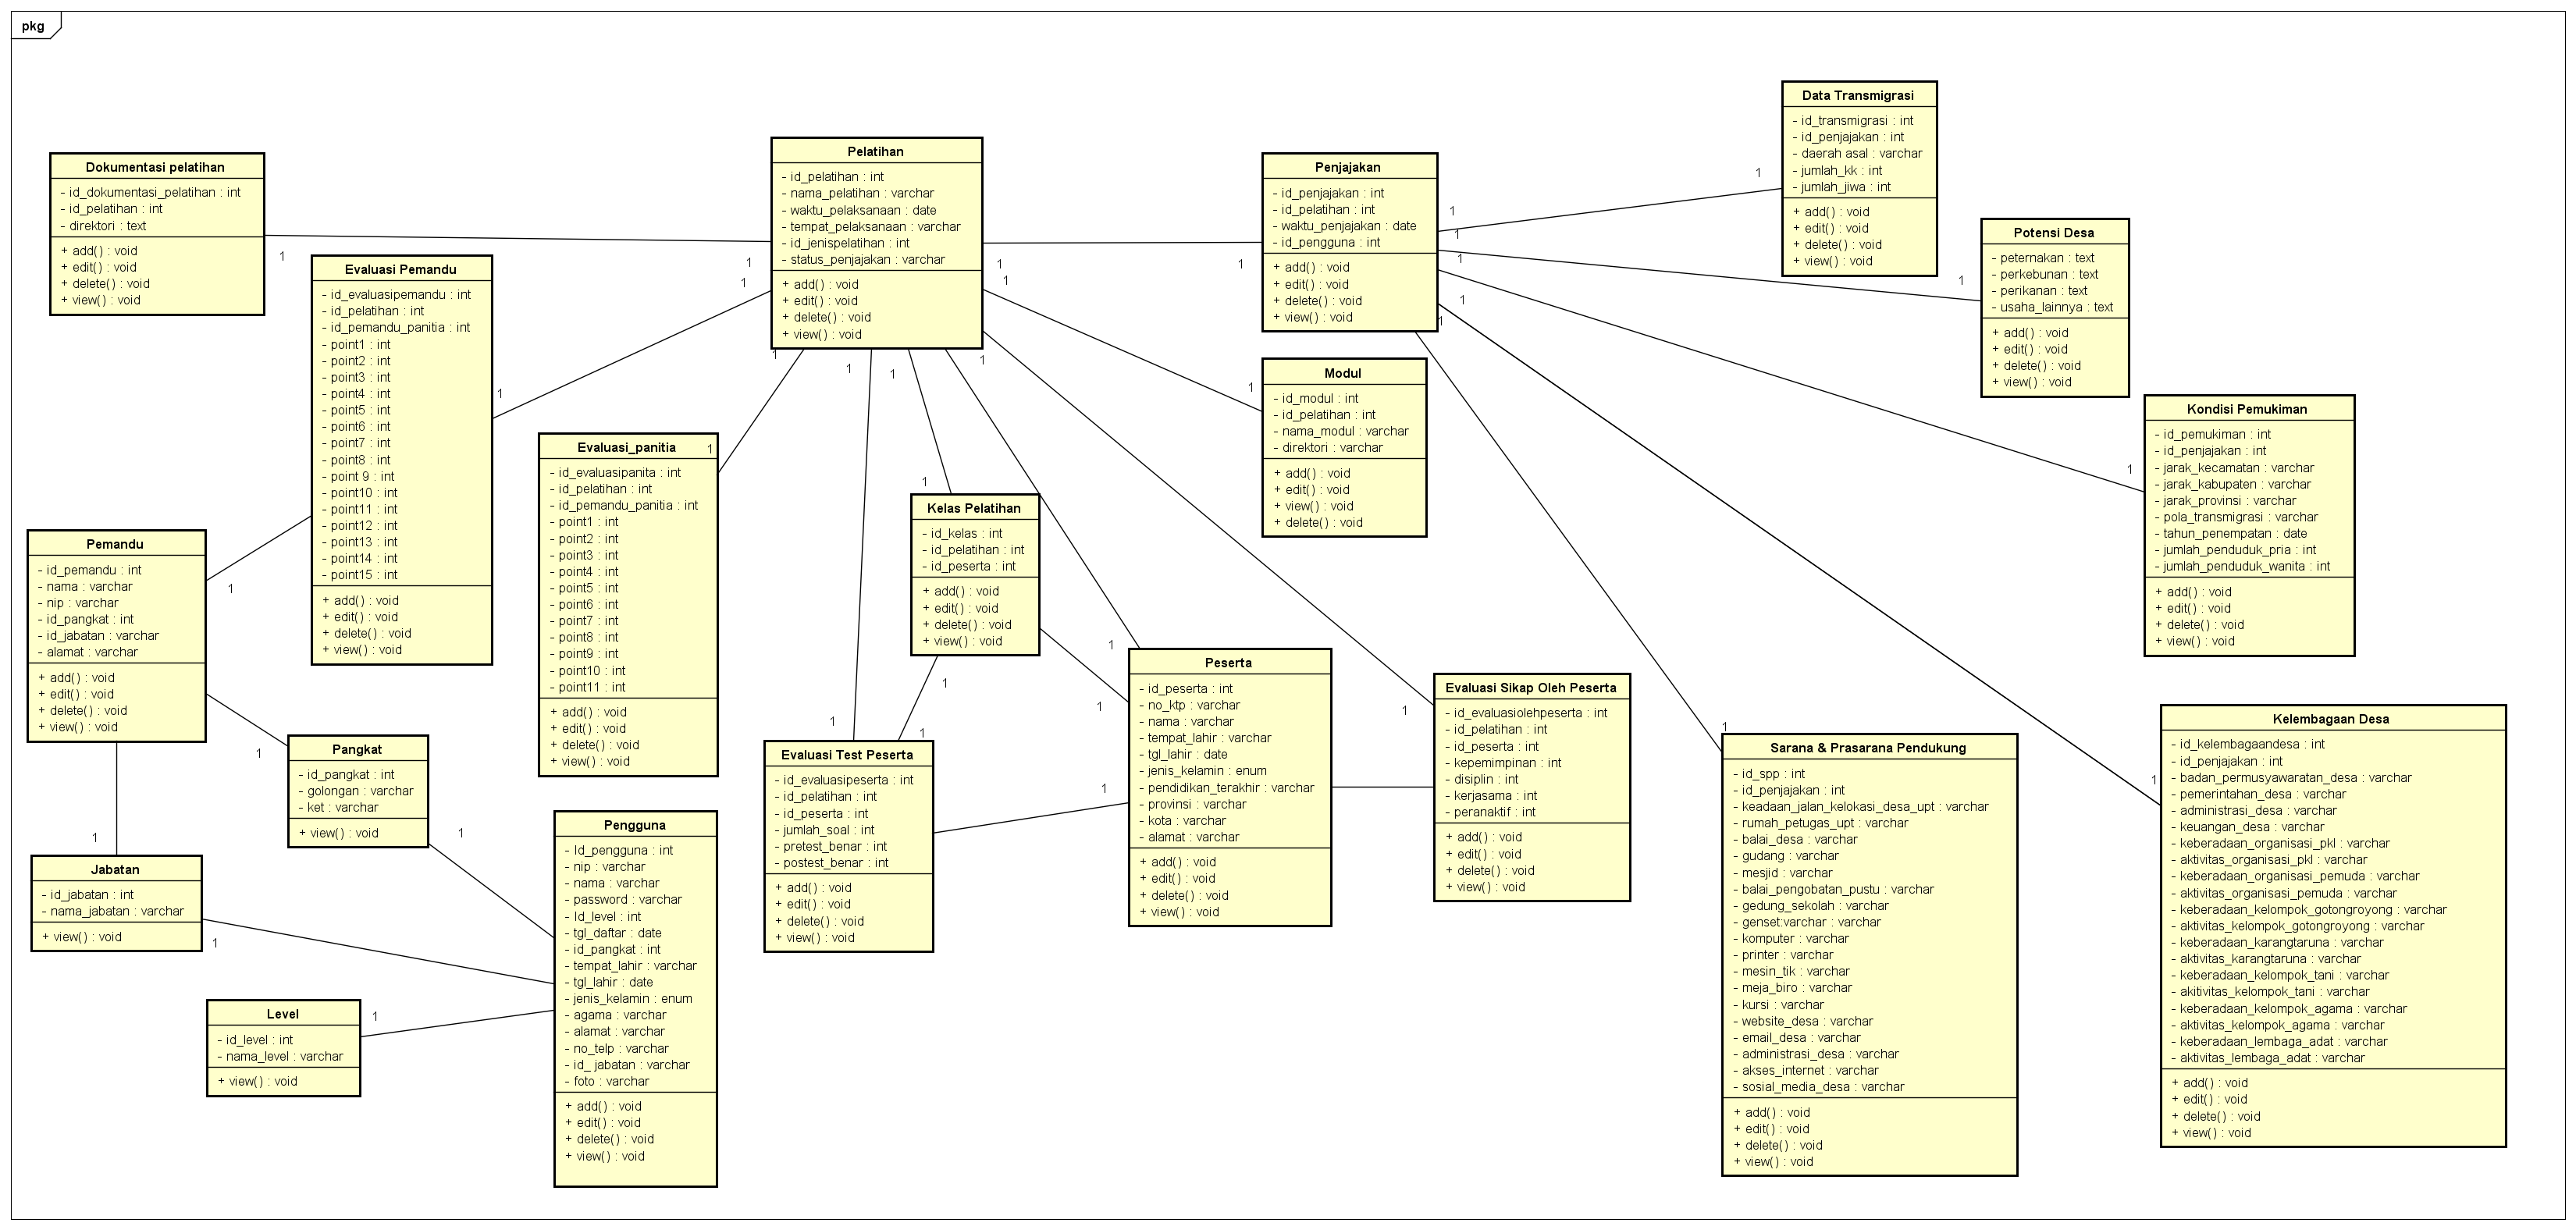 pkg
Dokumentasi pelatihan
- id_dokumentasi_pelatihan : int
- id_pelatihan : int
- direktori : text
+ add() : void
+ edit() : void
+ delete() : void
+ view() : void
1
Evaluasi Pemandu
- id_evaluasipemandu : int
- id_pelatihan : int
- id_pemandu_panitia : int
- point1 : int
- point2 : int
- point3 : int
- point4 : int
- point5 : int
- point6 : int
- point7 : int
- point8 : int
- point 9 : int
- point10 : int
- point11 : int
- point12 : int
- point13 : int
- point14 : int
- point15 : int
+ add() : void
+ edit() : void
+ delete() : void
+ view() : void
1
Pelatihan
- id_pelatihan : int
- nama_pelatihan : varchar
- waktu_pelaksanaan : date
- tempat_pelaksanaan : varchar
- id_jenispelatihan : int
- status_penjajakan : varchar
+ add() : void
+ edit() : void
+ delete() : void
+ view() : void
1
1
1
1
1
1
1
1
Penjajakan
- id_penjajakan : int
- id_pelatihan : int
- waktu_penjajakan : date
- id_pengguna : int
+ add() : void
+ edit() : void
+ delete() : void
+ view() : void
1
1
1
1
1
1
Data Transmigrasi
- id_transmigrasi : int
- id_penjajakan : int
- daerah asal : varchar
- jumlah_kk : int
- jumlah_jiwa : int
+ add() : void
+ edit() : void
+ delete() : void
+ view() : void
1
Potensi Desa
- peternakan : text
- perkebunan : text
- perikanan : text
- usaha_lainnya : text
+ add() : void
+ edit() : void
+ delete() : void
+ view() : void
1
Modul
- id_modul : int
- id_pelatihan : int
- nama_modul : varchar
- direktori : varchar
+ add() : void
+ edit() : void
+ view() : void
+ delete() : void
1
Kondisi Pemukiman
- id_pemukiman : int
- id_penjajakan : int
- jarak_kecamatan : varchar
- jarak_kabupaten : varchar
- jarak_provinsi : varchar
- pola_transmigrasi : varchar
- tahun_penempatan : date
- jumlah_penduduk_pria : int
- jumlah_penduduk_wanita : int
+ add() : void
+ edit() : void
+ delete() : void
+ view() : void
1
Evaluasi_panitia
- id_evaluasipanita : int
- id_pelatihan : int
- id_pemandu_panitia : int
- point1 : int
- point2 : int
- point3 : int
- point4 : int
- point5 : int
- point6 : int
- point7 : int
- point8 : int
- point9 : int
- point10 : int
- point11 : int
+ add() : void
+ edit() : void
+ delete() : void
+ view() : void
1
Kelas Pelatihan
- id_kelas : int
- id_pelatihan : int
- id_peserta : int
+ add() : void
+ edit() : void
+ delete() : void
+ view() : void
1
1
Pemandu
- id_pemandu : int
- nama : varchar
- nip : varchar
- id_pangkat : int
- id_jabatan : varchar
- alamat : varchar
+ add() : void
+ edit() : void
+ delete() : void
+ view() : void
1
Peserta
- id_peserta : int
- no_ktp : varchar
- nama : varchar
- tempat_lahir : varchar
- tgl_lahir : date
- jenis_kelamin : enum
- pendidikan_terakhir : varchar
- provinsi : varchar
- kota : varchar
- alamat : varchar
+ add() : void
+ edit() : void
+ delete() : void
+ view() : void
1
1
1
Evaluasi Sikap Oleh Peserta
- id_evaluasiolehpeserta : int
- id_pelatihan : int
- id_peserta : int
- kepemimpinan : int
- disiplin : int
- kerjasama : int
- peranaktif : int
+ add() : void
+ edit() : void
+ delete() : void
+ view() : void
1
Evaluasi Test Peserta
- id_evaluasipeserta : int
- id_pelatihan : int
- id_peserta : int
- jumlah_soal : int
- pretest_benar : int
- postest_benar : int
+ add() : void
+ edit() : void
+ delete() : void
+ view() : void
1
1
Sarana & Prasarana Pendukung
- id_spp : int
- id_penjajakan : int
- keadaan_jalan_kelokasi_desa_upt : varchar
- rumah_petugas_upt : varchar
- balai_desa : varchar
- gudang : varchar
- mesjid : varchar
- balai_pengobatan_pustu : varchar
- gedung_sekolah : varchar
- genset:varchar : varchar
- komputer : varchar
- printer : varchar
- mesin_tik : varchar
- meja_biro : varchar
- kursi : varchar
- website_desa : varchar
- email_desa : varchar
- administrasi_desa : varchar
- akses_internet : varchar
- sosial_media_desa : varchar
+ add() : void
+ edit() : void
+ delete() : void
+ view() : void
1
Kelembagaan Desa
- id_kelembagaandesa : int
- id_penjajakan : int
- badan_permusyawaratan_desa : varchar
- pemerintahan_desa : varchar
- administrasi_desa : varchar
- keuangan_desa : varchar
- keberadaan_organisasi_pkl : varchar
- aktivitas_organisasi_pkl : varchar
- keberadaan_organisasi_pemuda : varchar
- aktivitas_organisasi_pemuda : varchar
- keberadaan_kelompok_gotongroyong : varchar
- aktivitas_kelompok_gotongroyong : varchar
- keberadaan_karangtaruna : varchar
- aktivitas_karangtaruna : varchar
- keberadaan_kelompok_tani : varchar
- akitivitas_kelompok_tani : varchar
- keberadaan_kelompok_agama : varchar
- aktivitas_kelompok_agama : varchar
- keberadaan_lembaga_adat : varchar
- aktivitas_lembaga_adat : varchar
+ add() : void
+ edit() : void
+ delete() : void
+ view() : void
1
Pangkat
- id_pangkat : int
- golongan : varchar
- ket : varchar
+ view() : void
1
1
Jabatan
- id_jabatan : int
- nama_jabatan : varchar
+ view() : void
1
1
Pengguna
- Id_pengguna : int
- nip : varchar
- nama : varchar
- password : varchar
- Id_level : int
- tgl_daftar : date
- id_pangkat : int
- tempat_lahir : varchar
- tgl_lahir : date
- jenis_kelamin : enum
- agama : varchar
- alamat : varchar
- no_telp : varchar
- id_ jabatan : varchar
- foto : varchar
+ add() : void
+ edit() : void
+ delete() : void
+ view() : void
Level
- id_level : int
- nama_level : varchar
+ view() : void
1